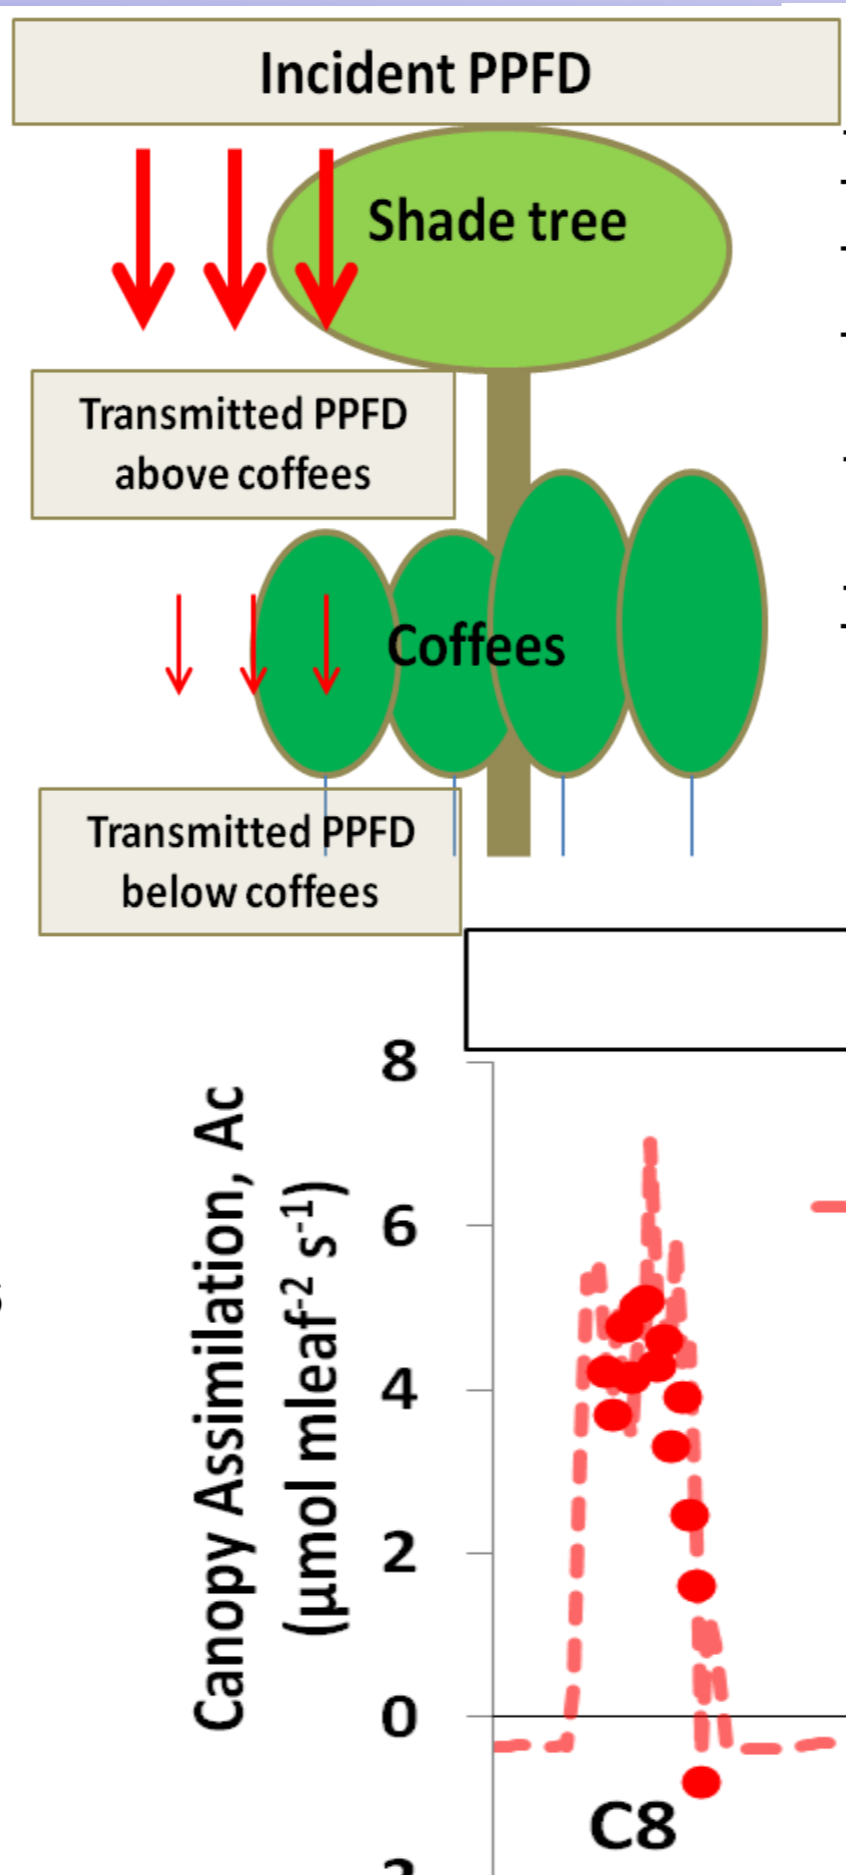 Incident PPFD
Shade tree
Transmitted PPFD
above coffees
Coffees
Transmitted PPFD
below coffees
Canopy Assimilation, Ac
(µmol mleaf⁻² s⁻¹)
8
6
4
2
0
C8